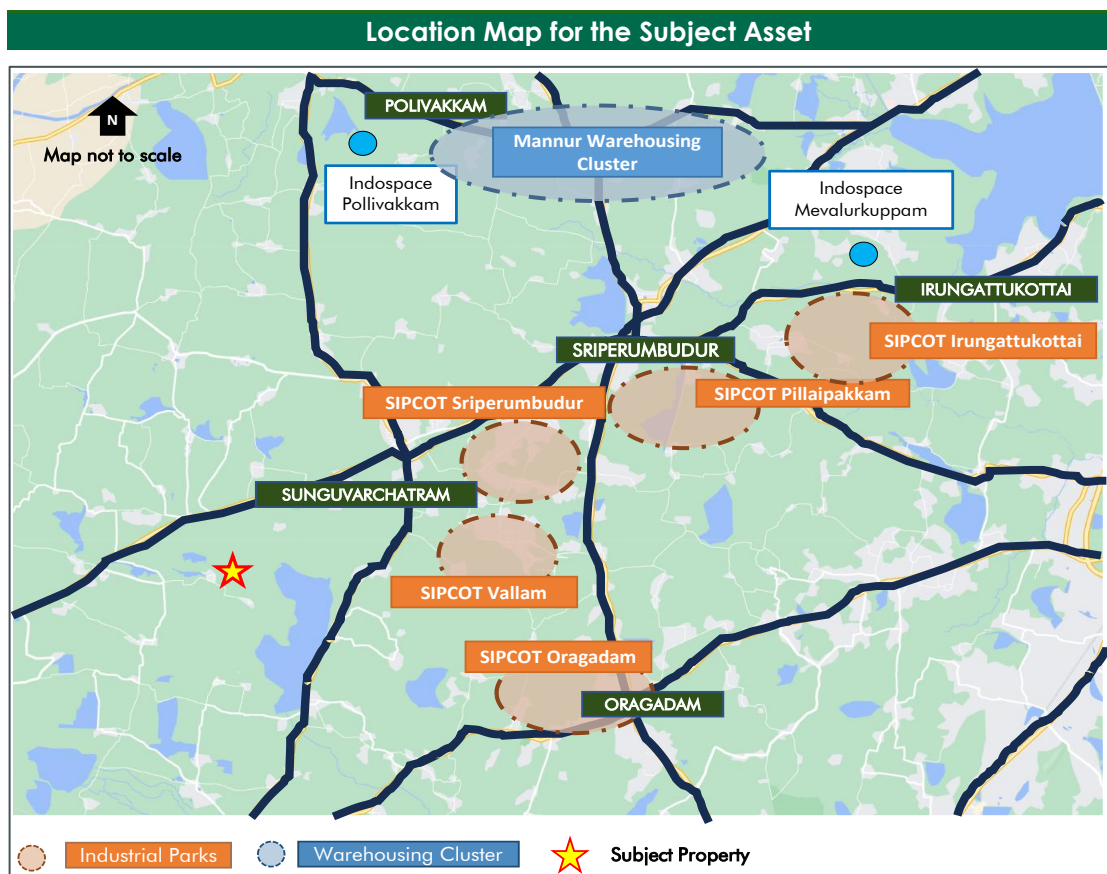 Location Map for the Subject Asset
N
Map not to scale
POLIVAKKAM
Mannur Warehousing
Cluster
Indospace
Pollivakkam
Indospace
Mevalurkuppam
IRUNGATTUKOTTAI
SIPCOT Irungattukottai
SRIPERUMBUDUR
SIPCOT Pillaipakkam
SIPCOT Sriperumbudur
SUNGUVARCHATRAM
SIPCOT Vallam
SIPCOT Oragadam
ORAGADAM
Industrial Parks
Warehousing Cluster
Subject Property